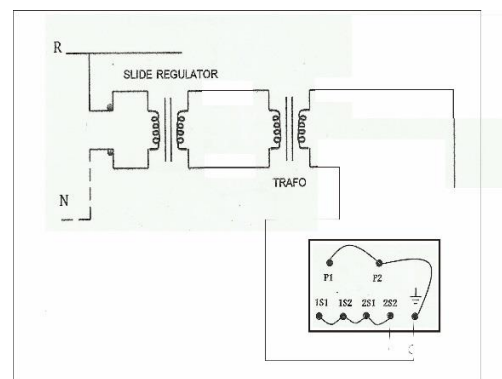 R
SLIDE REGULATOR
TRAFO
N
P1 P2
1S1 1S2 2S1 2S2